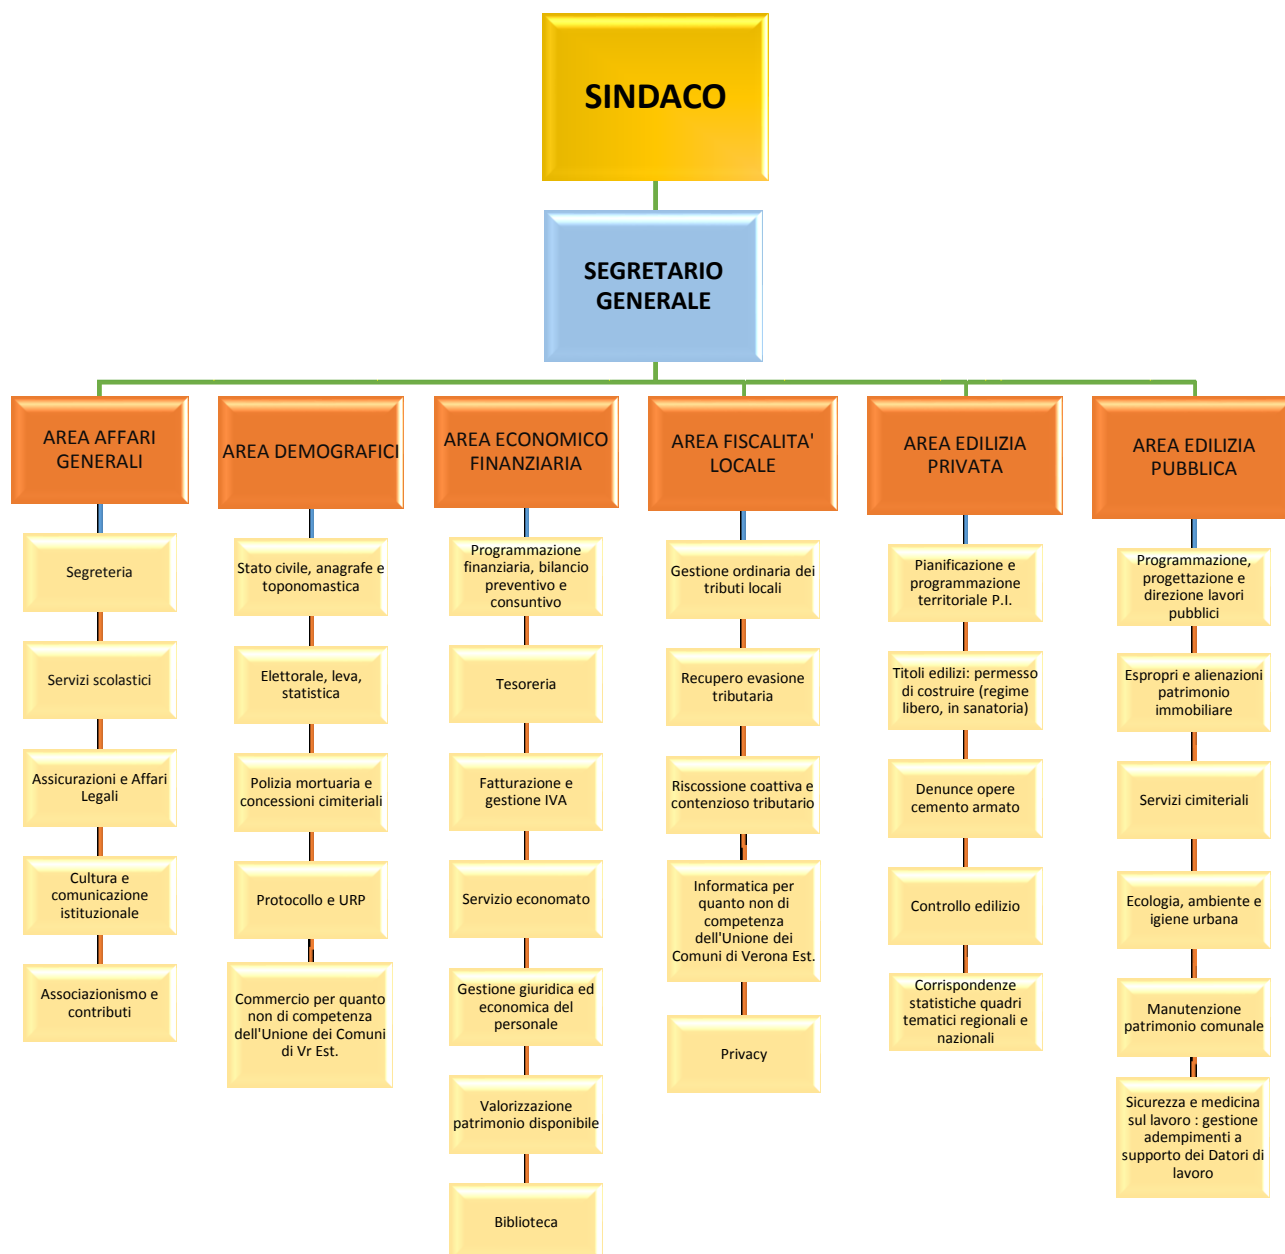 SINDACO
SEGRETARIO
GENERALE
AREA AFFARI
GENERALI
Segreteria
Servizi scolastici
Assicurazioni e Affari
Legali
Cultura e
comunicazione
istituzionale
Associazionismo e
contributi
AREA DEMOGRAFICI
Stato civile, anagrafe e
toponomastica
Elettorale, leva,
statistica
Polizia mortuaria e
concessioni cimiteriali
Protocollo e URP
Commercio per quanto
non di competenza
dell'Unione dei Comuni
di Vr Est.
AREA ECONOMICO
FINANZIARIA
Programmazione
finanziaria, bilancio
preventivo e
consuntivo
Tesoreria
Fatturazione e
gestione IVA
Servizio economato
Gestione giuridica ed
economica del
personale
Valorizzazione
patrimonio disponibile
Biblioteca
AREA FISCALITA'
LOCALE
Gestione ordinaria dei
tributi locali
Recupero evasione
tributaria
Riscossione coattiva e
contenzioso tributario
Informatica per
quanto non di
competenza
dell'Unione dei
Comuni di Verona Est.
Privacy
AREA EDILIZIA
PRIVATA
Pianificazione e
programmazione
territoriale P.I.
Titoli edilizi: permesso
di costruire (regime
libero, in sanatoria)
Denunce opere
cemento armato
Controllo edilizio
Corrispondenze
statistiche quadri
tematici regionali e
nazionali
AREA EDILIZIA
PUBBLICA
Programmazione,
progettazione e
direzione lavori
pubblici
Espropri e alienazioni
patrimonio
immobiliare
Servizi cimiteriali
Ecologia, ambiente e
igiene urbana
Manutenzione
patrimonio comunale
Sicurezza e medicina
sul lavoro : gestione
adempimenti a
supporto dei Datori di
lavoro